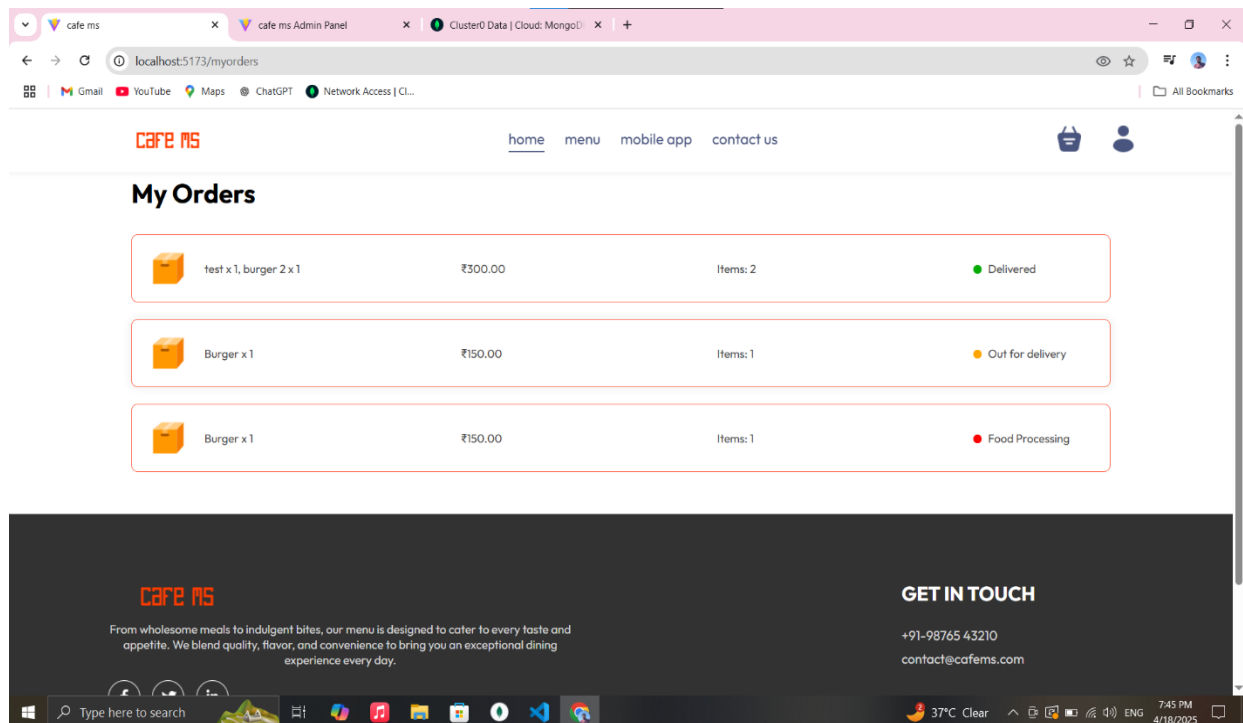 cafe ms
cafe ms Admin Panel
Cluster0 Data | Cloud: MongoD
localhost:5173/myorders
Gmail YouTube Maps ChatGPT Network Access | Cl... All Bookmarks
cafe ms home menu mobile app contact us
My Orders
test x 1, burger 2 x 1 ₹300.00 Items: 2 Delivered
Burger x 1 ₹150.00 Items: 1 Out for delivery
Burger x 1 ₹150.00 Items: 1 Food Processing
cafe ms
From wholesome meals to indulgent bites, our menu is designed to cater to every taste and
appetite. We blend quality, flavor, and convenience to bring you an exceptional dining
experience every day.
GET IN TOUCH
+91-98765 43210
contact@cafems.com
Type here to search
37°C Clear
ENG
7:45 PM
4/18/2025